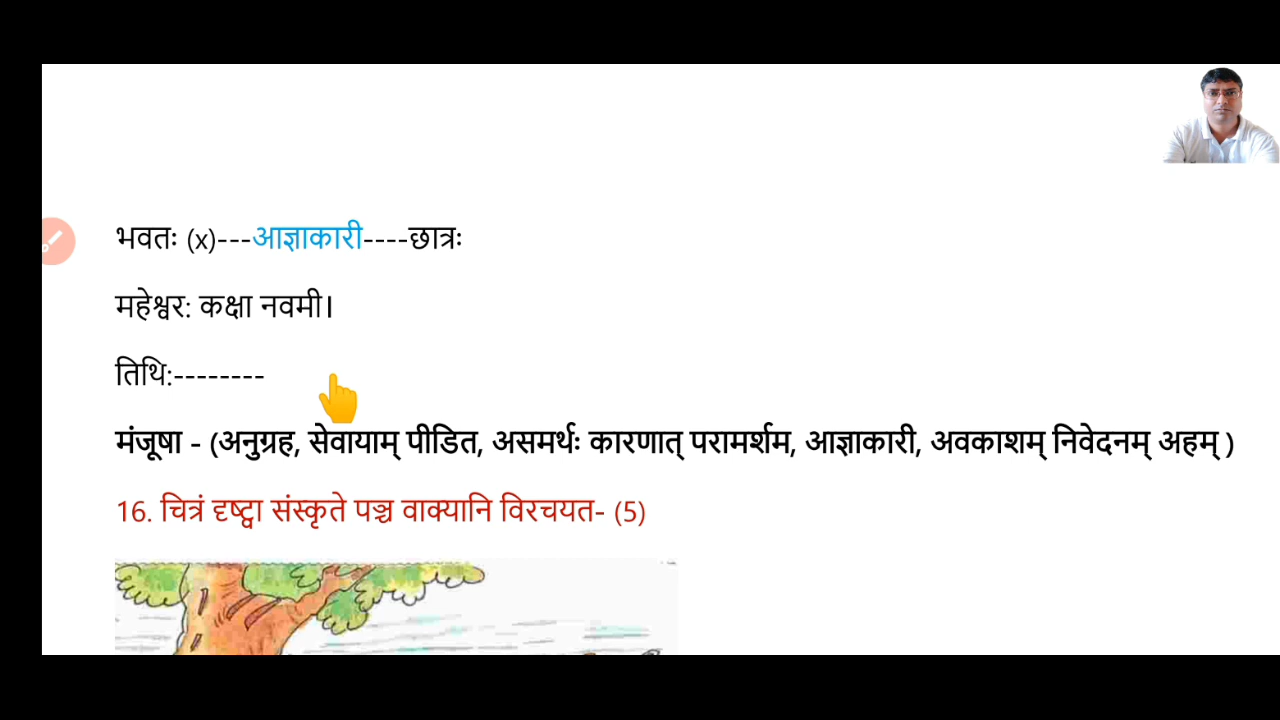 भवतः (x)---आज्ञाकारी----छात्रः
महेश्वर: कक्षा नवमी।
तिथि:--------
मंजूषा - (अनुग्रह, सेवायाम् पीडित, असमर्थः कारणात् परामर्शम, आज्ञाकारी, अवकाशम् निवेदनम् अहम् )
16. चित्रं दृष्ट्वा संस्कृते पञ्च वाक्यानि विरचयत- (5)